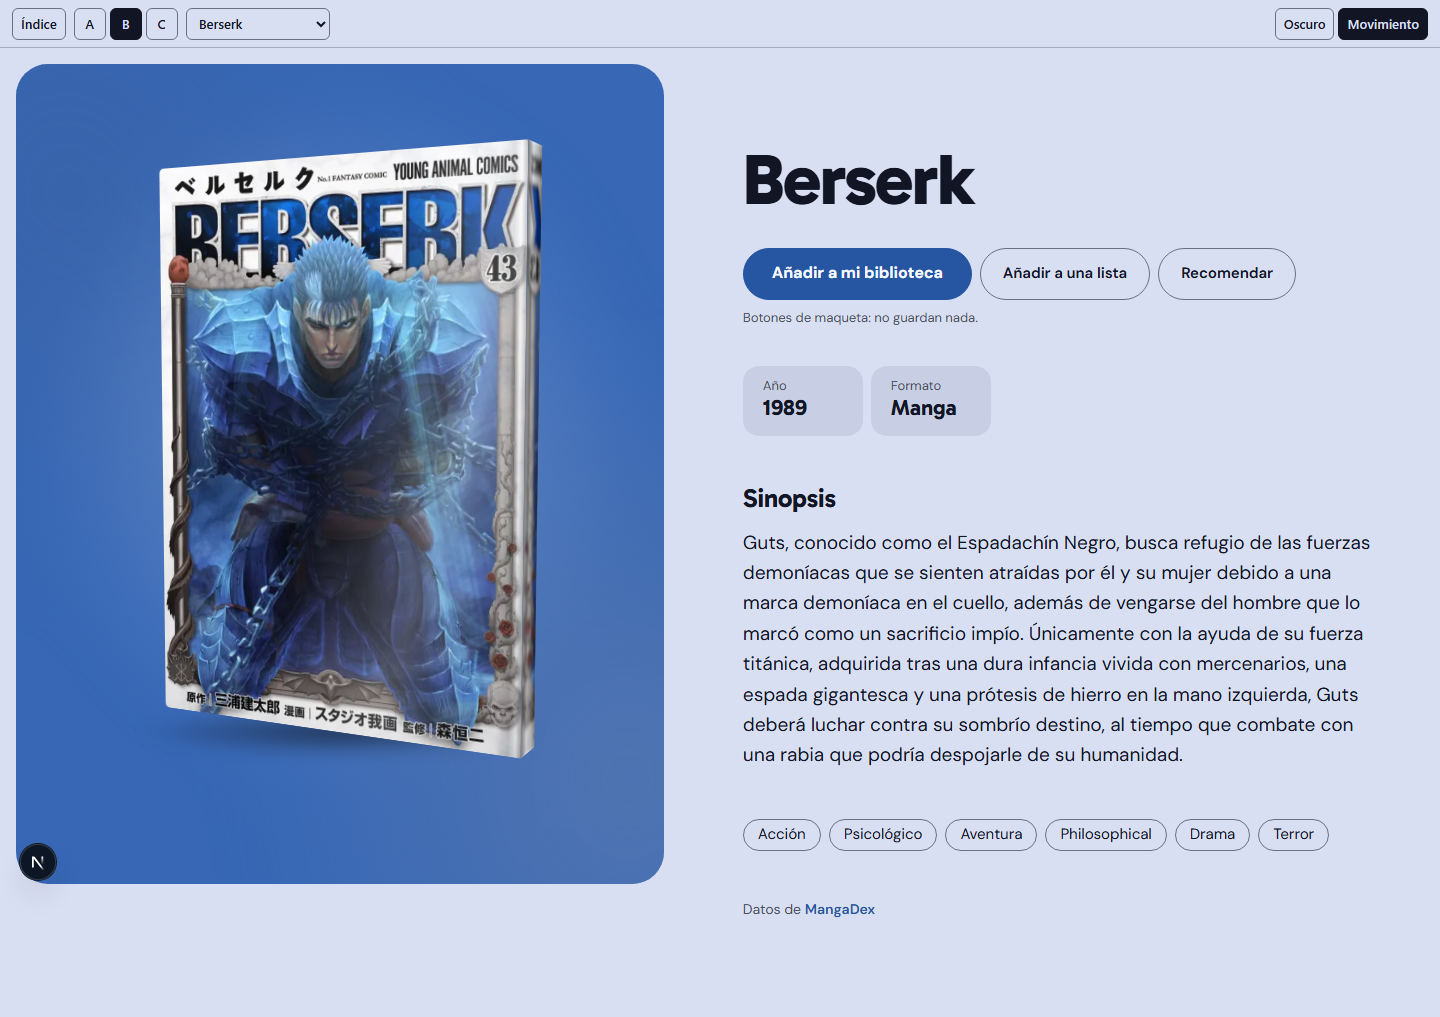 Índice A B C Berserk Oscuro Movimiento
ベルセルク No.1 FANTASY COMIC YOUNG ANIMAL COMICS
BERSERK
43
原作 三浦建太郎 漫画 スタジオ我画 監修 森恒二
N
Berserk
Añadir a mi biblioteca Añadir a una lista Recomendar
Botones de maqueta: no guardan nada.
Año Formato
1989 Manga
Sinopsis
Guts, conocido como el Espadachín Negro, busca refugio de las fuerzas
demoníacas que se sienten atraídas por él y su mujer debido a una
marca demoníaca en el cuello, además de vengarse del hombre que lo
marcó como un sacrificio impío. Únicamente con la ayuda de su fuerza
titánica, adquirida tras una dura infancia vivida con mercenarios, una
espada gigantesca y una prótesis de hierro en la mano izquierda, Guts
deberá luchar contra su sombrío destino, al tiempo que combate con
una rabia que podría despojarle de su humanidad.
Acción Psicológico Aventura Philosophical Drama Terror
Datos de MangaDex